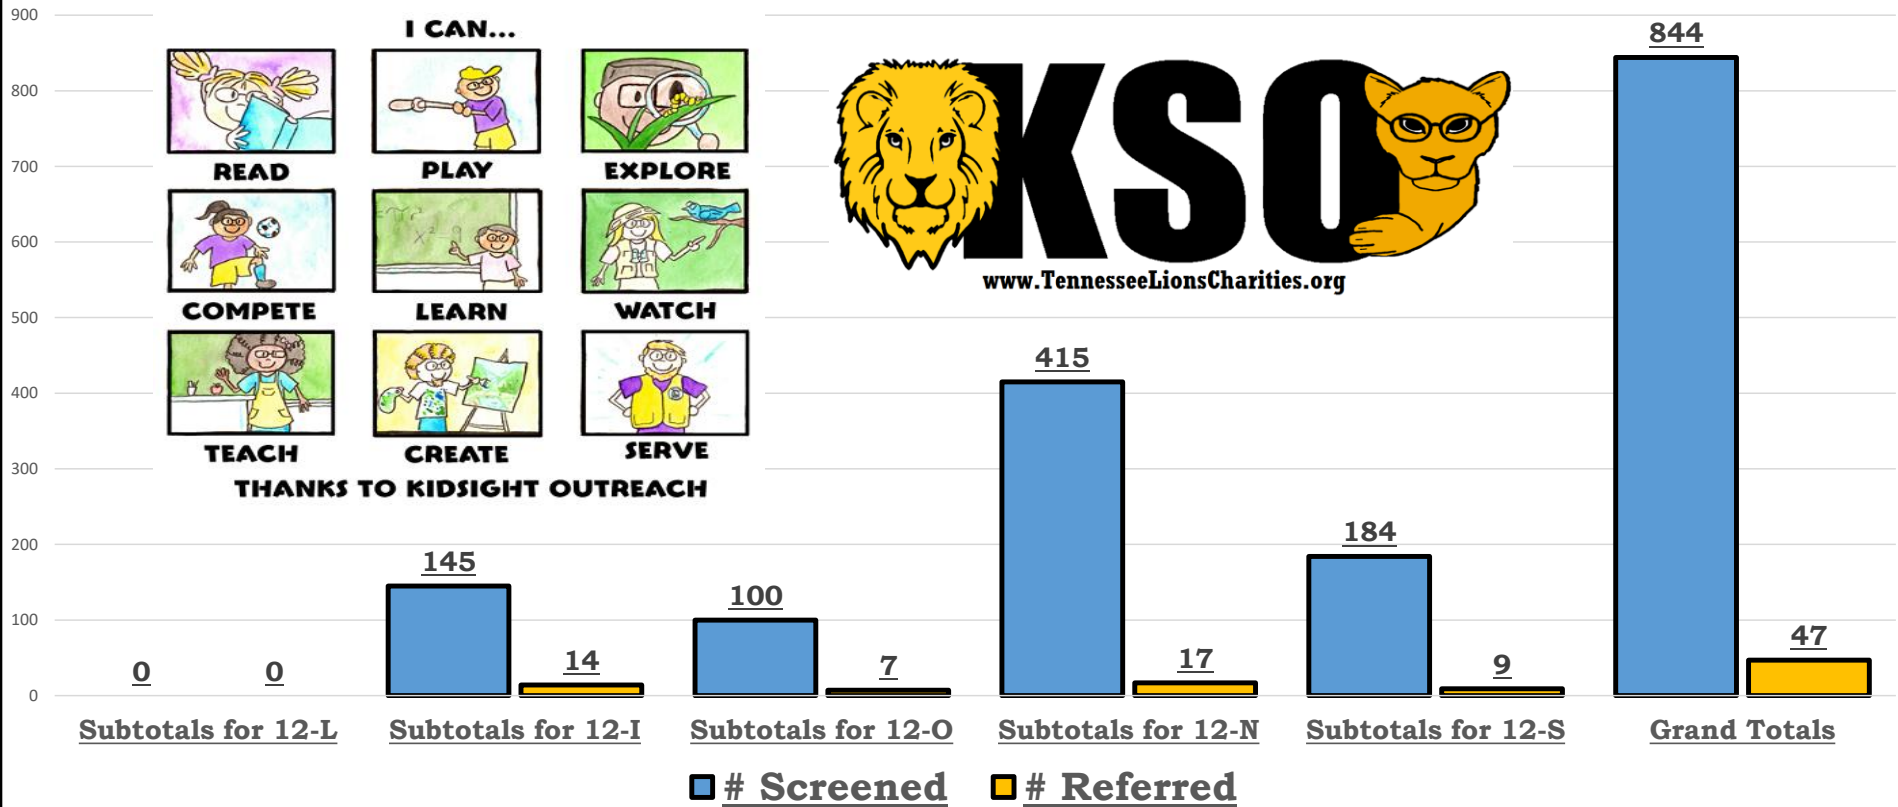 900
800
700
600
500
400
300
200
100
0
I CAN...
READ
PLAY
EXPLORE
COMPETE
LEARN
x² - 9
WATCH
TEACH
CREATE
SERVE
THANKS TO KIDSIGHT OUTREACH
KSO
www.TennesseeLionsCharities.org
0 0
145 14
100 7
415 17
184 9
844 47
Subtotals for 12-L
Subtotals for 12-I
Subtotals for 12-O
Subtotals for 12-N
Subtotals for 12-S
Grand Totals
# Screened
# Referred